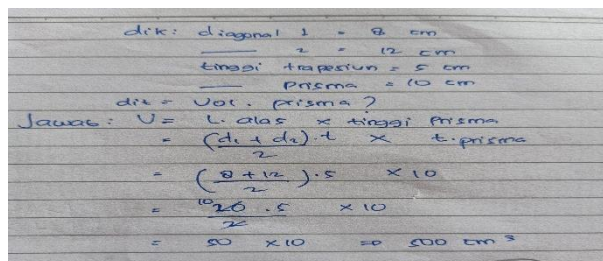 dik: diagonal 1 = 8 cm
—— 2 = 12 cm
tinggi trapesiun = 5 cm
—— prisma = 10 cm
dit = Vol. prisma ?
Jawab: V = L. alas x tinggi Prisma
= (d1 + d2).t / 2 x t.prisma
= (8 + 12 / 2).5 x 10
= 10 20 .5 / 2 x 10
= 50 x 10 => 500 cm³